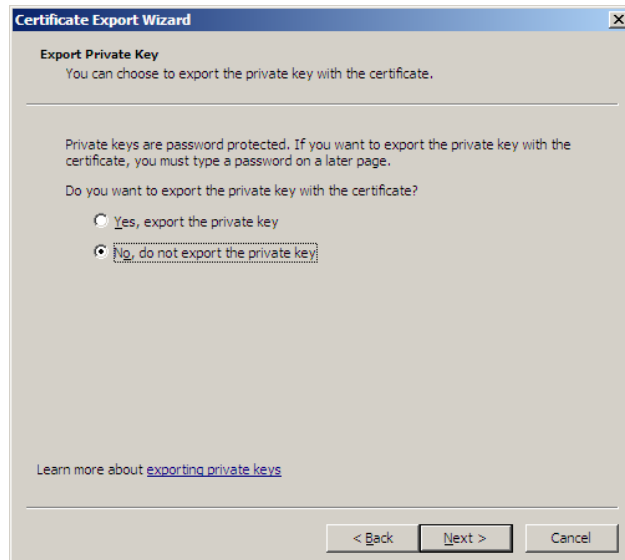 Certificate Export Wizard
Export Private Key
You can choose to export the private key with the certificate.
Private keys are password protected. If you want to export the private key with the
certificate, you must type a password on a later page.
Do you want to export the private key with the certificate?
Yes, export the private key
No, do not export the private key
Learn more about exporting private keys
< Back
Next >
Cancel